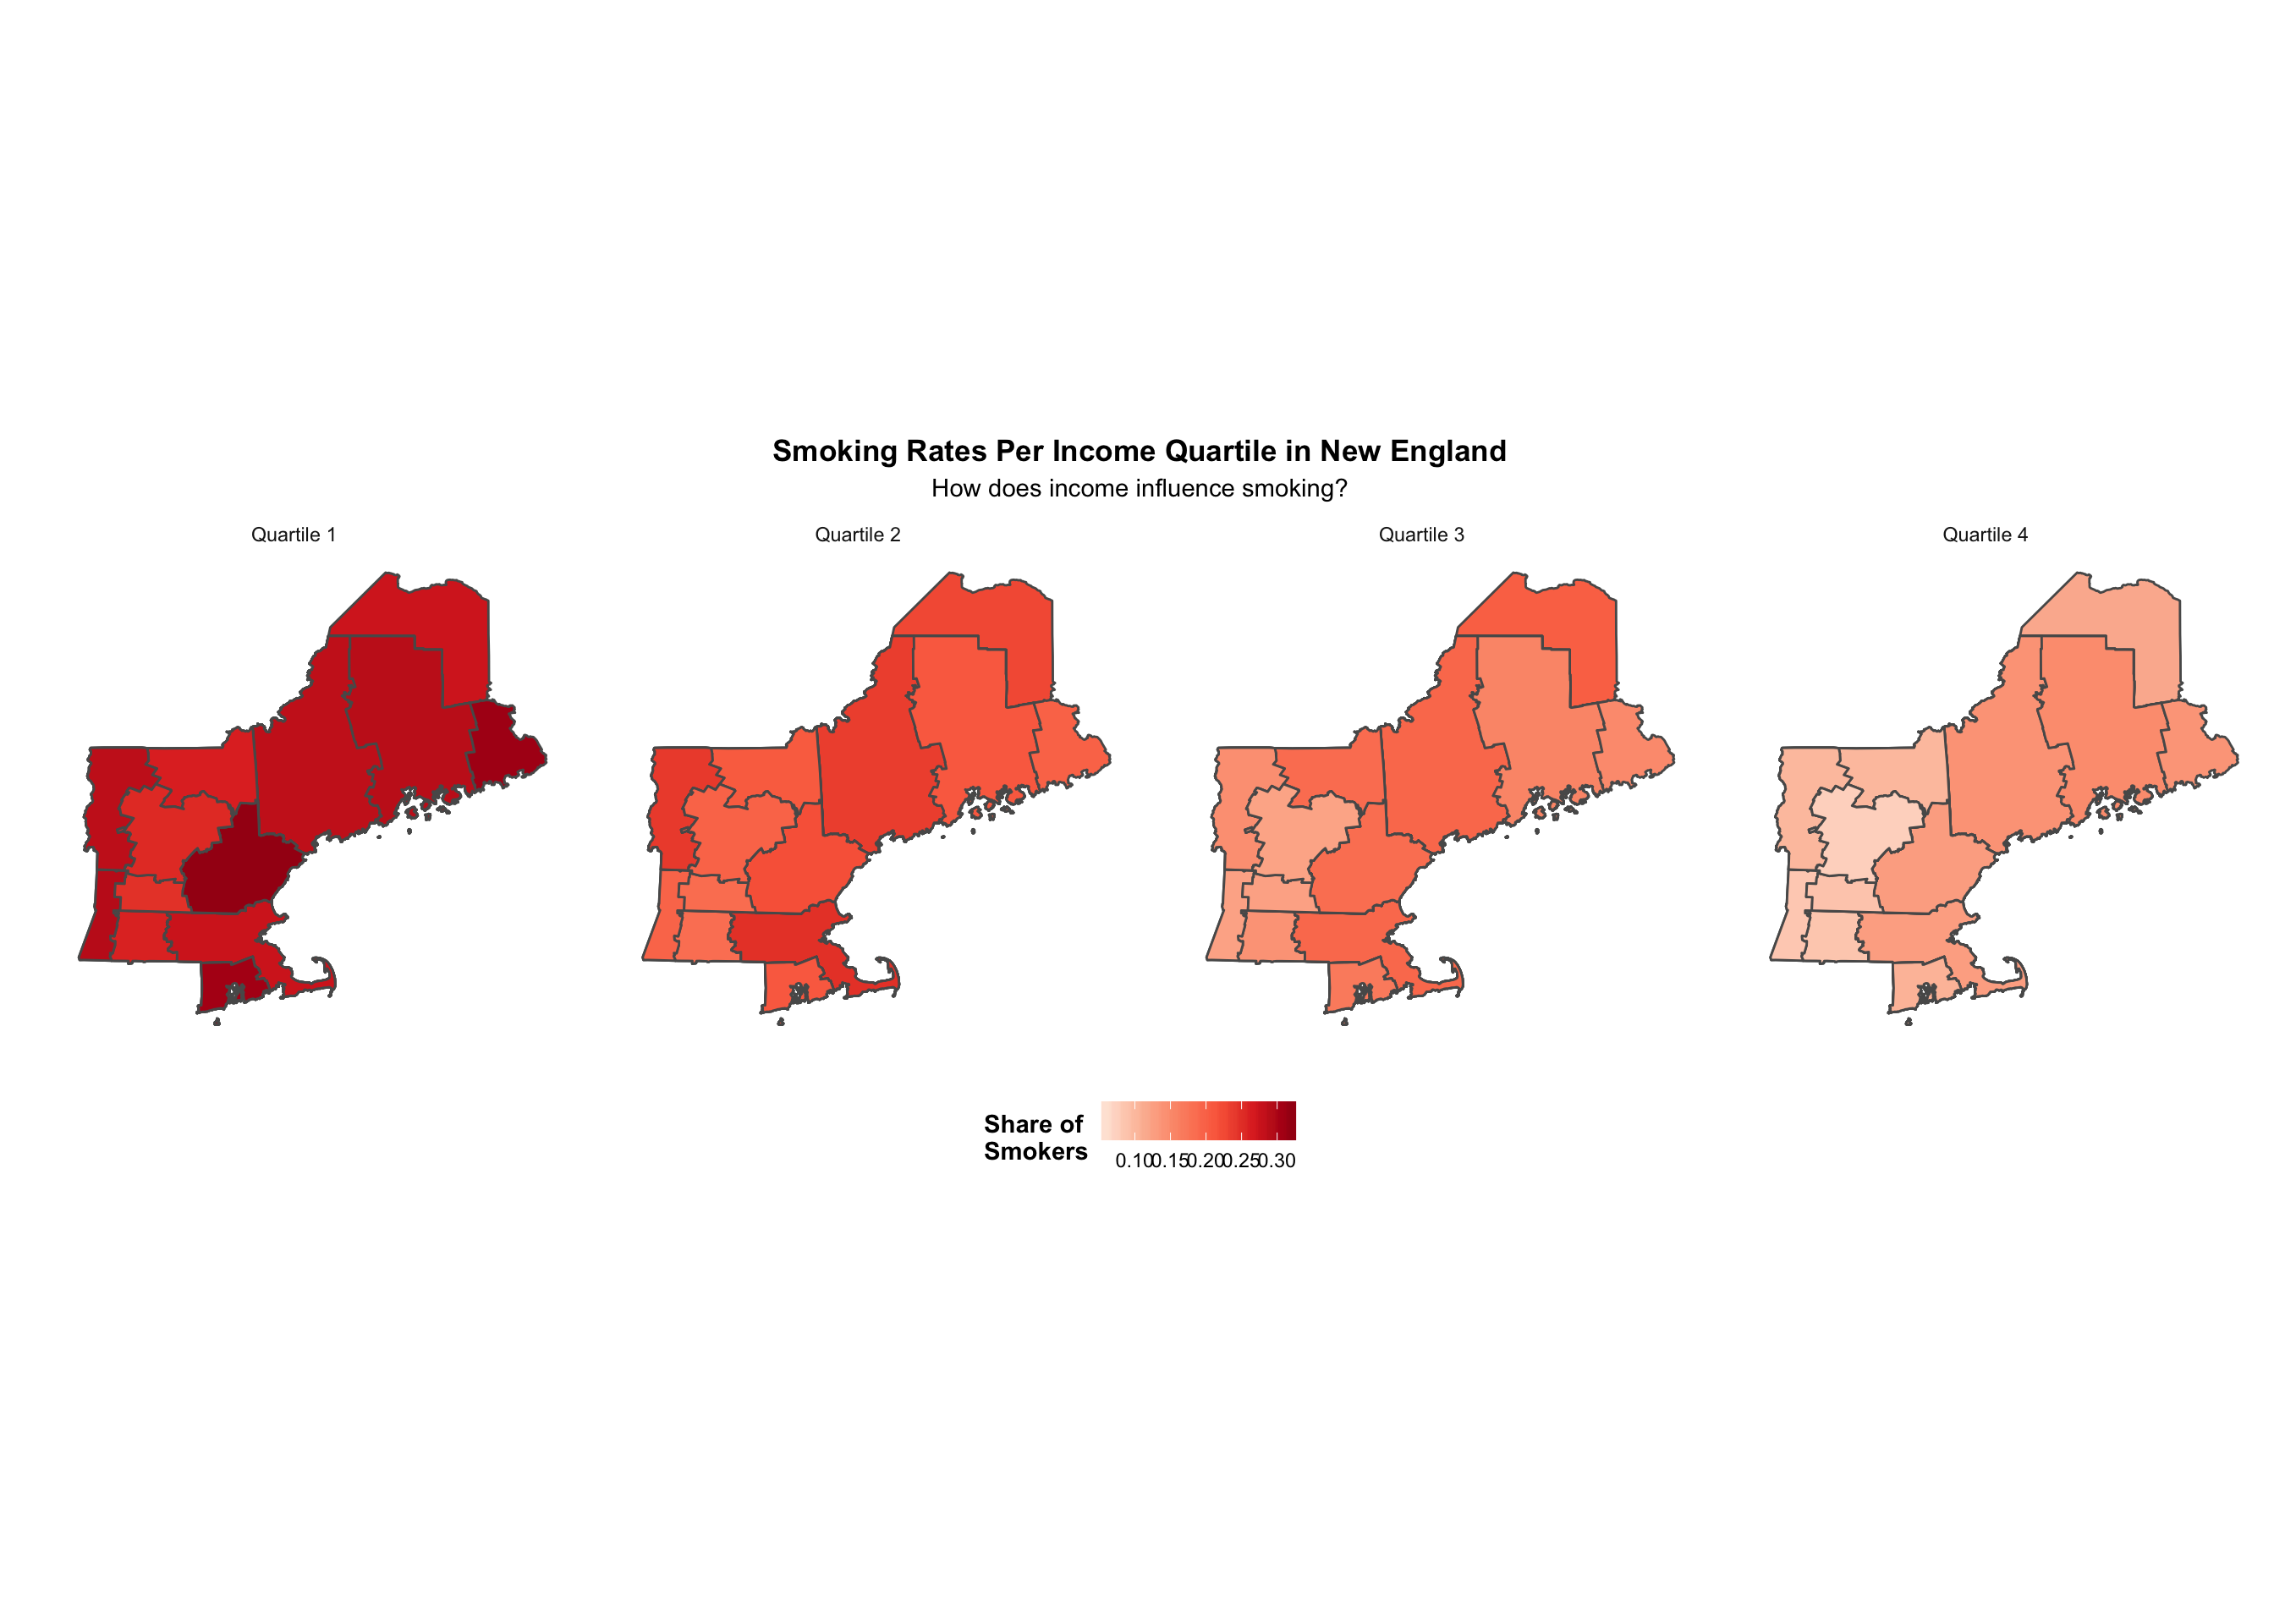 Smoking Rates Per Income Quartile in New England
How does income influence smoking?
Quartile 1 Quartile 2 Quartile 3 Quartile 4
Share of
Smokers
0.10 0.15 0.20 0.25 0.30